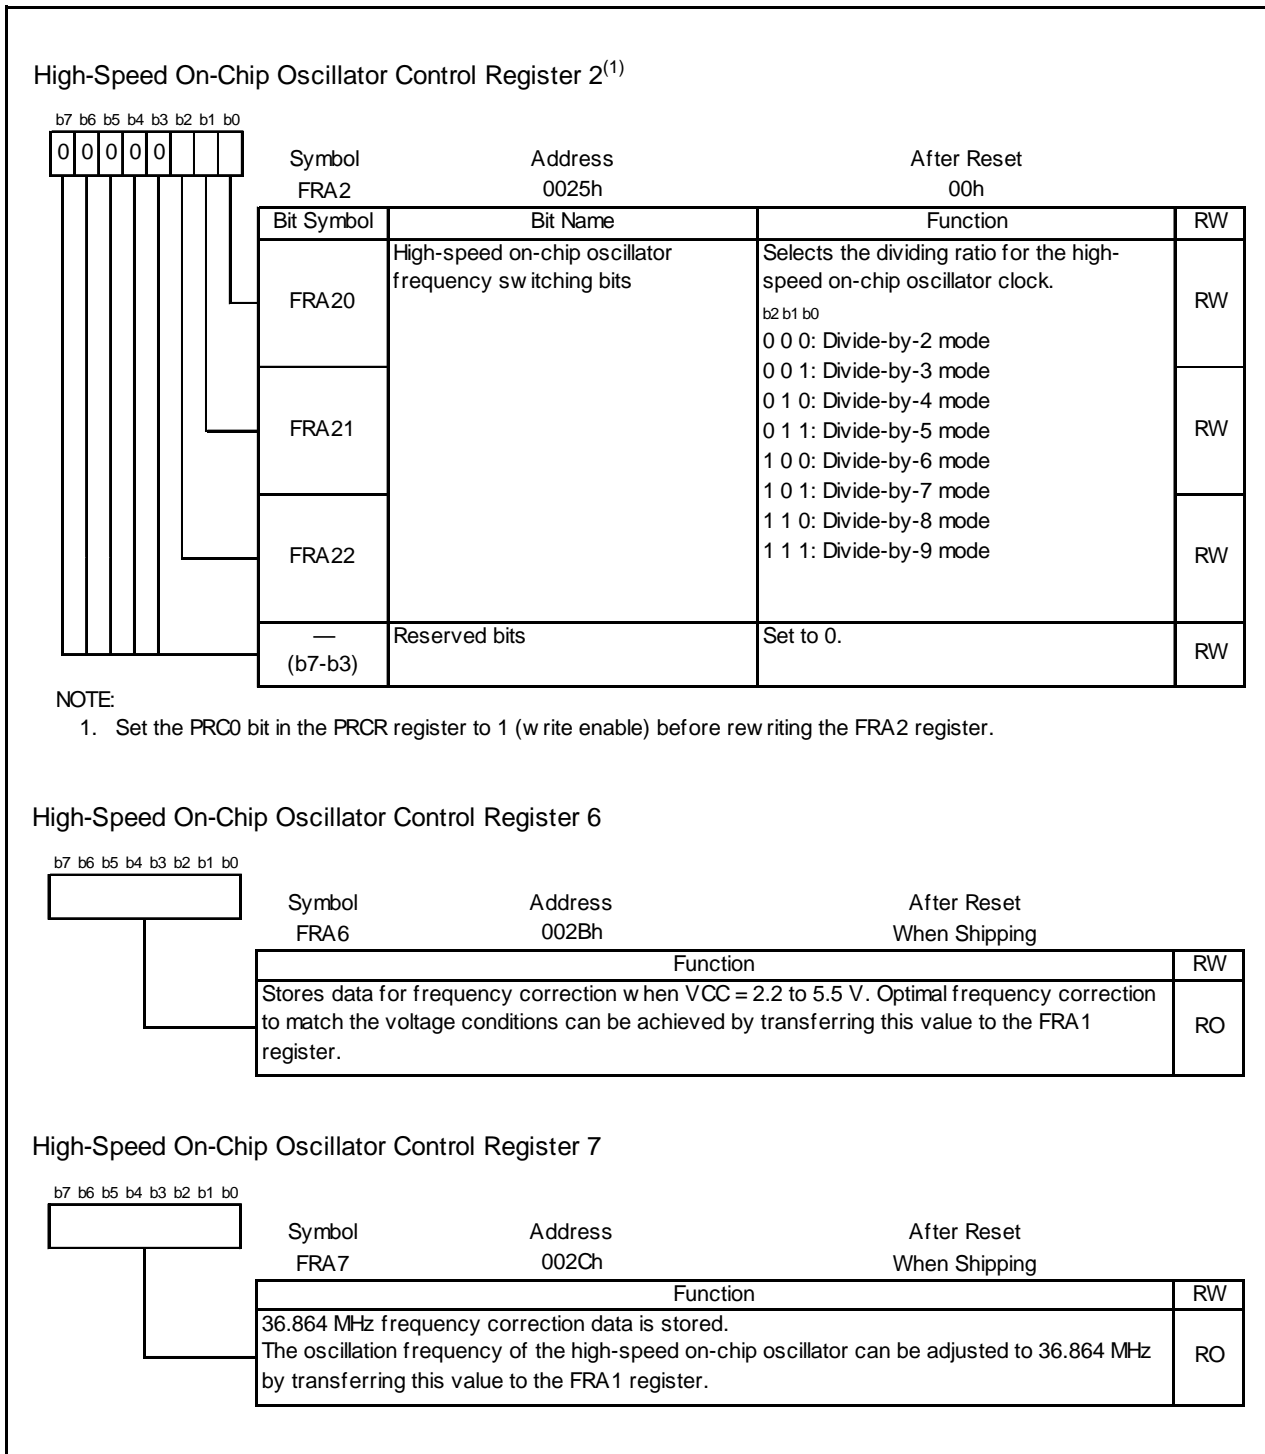 High-Speed On-Chip Oscillator Control Register 2(1)
b7 b6 b5 b4 b3 b2 b1 b0
0 0 0 0 0
Symbol Address After Reset
FRA2 0025h 00h
Bit Symbol Bit Name Function RW
FRA20 High-speed on-chip oscillator frequency switching bits Selects the dividing ratio for the high-speed on-chip oscillator clock. RW
b2 b1 b0
0 0 0: Divide-by-2 mode
0 0 1: Divide-by-3 mode
0 1 0: Divide-by-4 mode
FRA21 0 1 1: Divide-by-5 mode RW
1 0 0: Divide-by-6 mode
1 0 1: Divide-by-7 mode
1 1 0: Divide-by-8 mode
FRA22 1 1 1: Divide-by-9 mode RW
— Reserved bits Set to 0. RW
(b7-b3)
NOTE:
1. Set the PRC0 bit in the PRCR register to 1 (write enable) before rewriting the FRA2 register.
High-Speed On-Chip Oscillator Control Register 6
b7 b6 b5 b4 b3 b2 b1 b0
Symbol Address After Reset
FRA6 002Bh When Shipping
Function RW
Stores data for frequency correction when VCC = 2.2 to 5.5 V. Optimal frequency correction
to match the voltage conditions can be achieved by transferring this value to the FRA1 RO
register.
High-Speed On-Chip Oscillator Control Register 7
b7 b6 b5 b4 b3 b2 b1 b0
Symbol Address After Reset
FRA7 002Ch When Shipping
Function RW
36.864 MHz frequency correction data is stored.
The oscillation frequency of the high-speed on-chip oscillator can be adjusted to 36.864 MHz RO
by transferring this value to the FRA1 register.